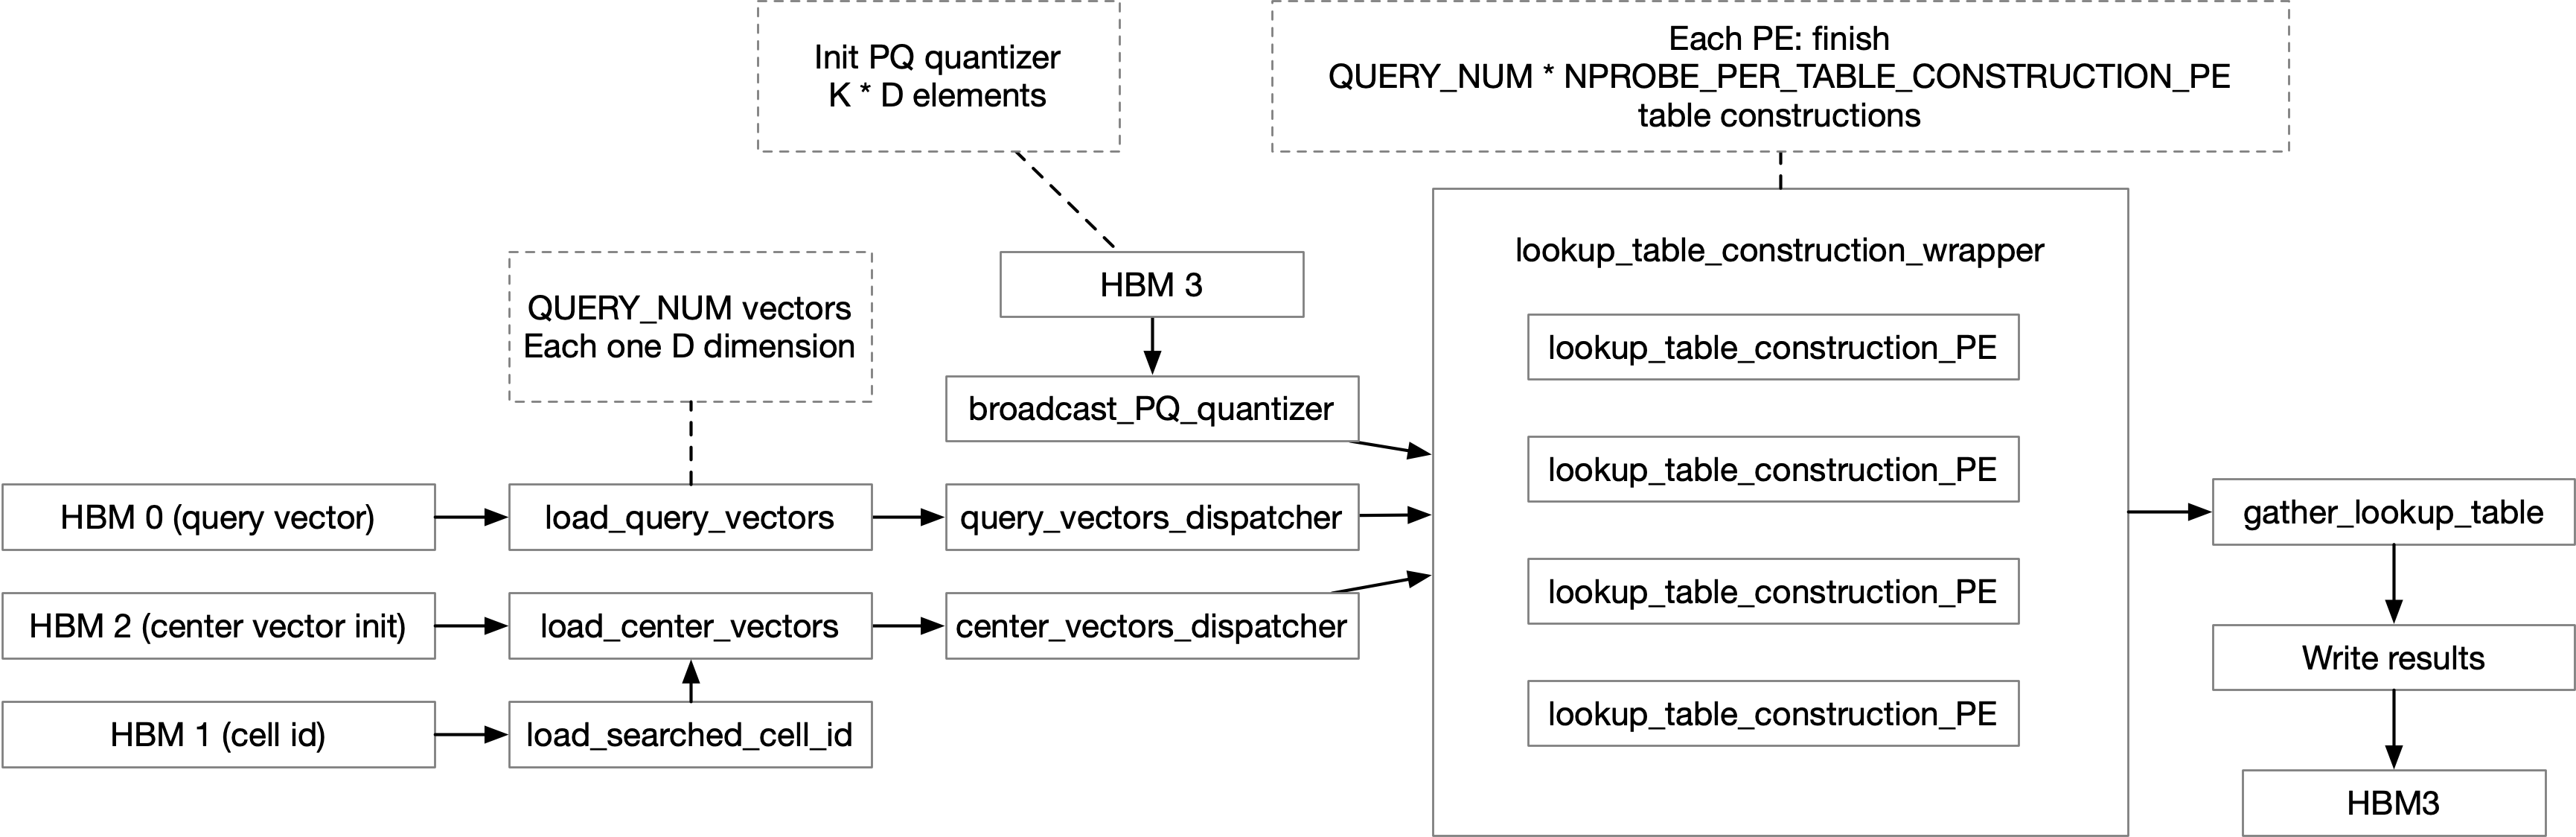 Init PQ quantizer
K * D elements
Each PE: finish
QUERY_NUM * NPROBE_PER_TABLE_CONSTRUCTION_PE
table constructions
QUERY_NUM vectors
Each one D dimension
HBM 3
broadcast_PQ_quantizer
HBM 0 (query vector)
load_query_vectors
query_vectors_dispatcher
HBM 2 (center vector init)
load_center_vectors
center_vectors_dispatcher
HBM 1 (cell id)
load_searched_cell_id
lookup_table_construction_wrapper
lookup_table_construction_PE
lookup_table_construction_PE
lookup_table_construction_PE
lookup_table_construction_PE
gather_lookup_table
Write results
HBM3